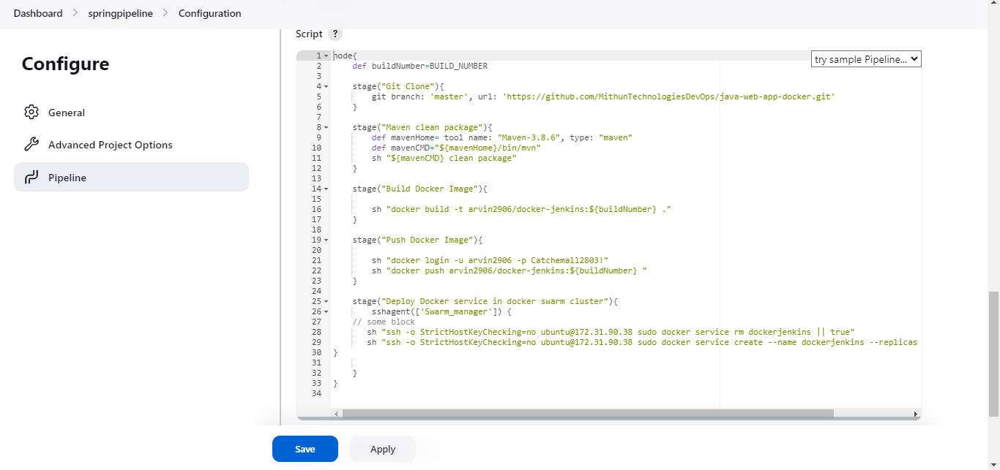 Dashboard > springpipeline > Configuration
Configure
General
Advanced Project Options
Pipeline
Script ?
try sample Pipeline...
1 node{
2     def buildNumber=BUILD_NUMBER
3
4     stage("Git Clone"){
5         git branch: 'master', url: 'https://github.com/MithunTechnologiesDevOps/java-web-app-docker.git'
6     }
7
8     stage("Maven clean package"){
9         def mavenHome= tool name: "Maven-3.8.6", type: "maven"
10         def mavenCMD="${mavenHome}/bin/mvn"
11         sh "${mavenCMD} clean package"
12     }
13
14     stage("Build Docker Image"){
15
16         sh "docker build -t arvin2906/docker-jenkins:${buildNumber} ."
17     }
18
19     stage("Push Docker Image"){
20
21         sh "docker login -u arvin2906 -p Catchemall2803!"
22         sh "docker push arvin2906/docker-jenkins:${buildNumber} "
23     }
24
25     stage("Deploy Docker service in docker swarm cluster"){
26         sshagent(['Swarm_manager']) {
27     // some block
28        sh "ssh -o StrictHostKeyChecking=no ubuntu@172.31.90.38 sudo docker service rm dockerjenkins || true"
29        sh "ssh -o StrictHostKeyChecking=no ubuntu@172.31.90.38 sudo docker service create --name dockerjenkins --replicas
30 }
31
32     }
33 }
34
Save
Apply